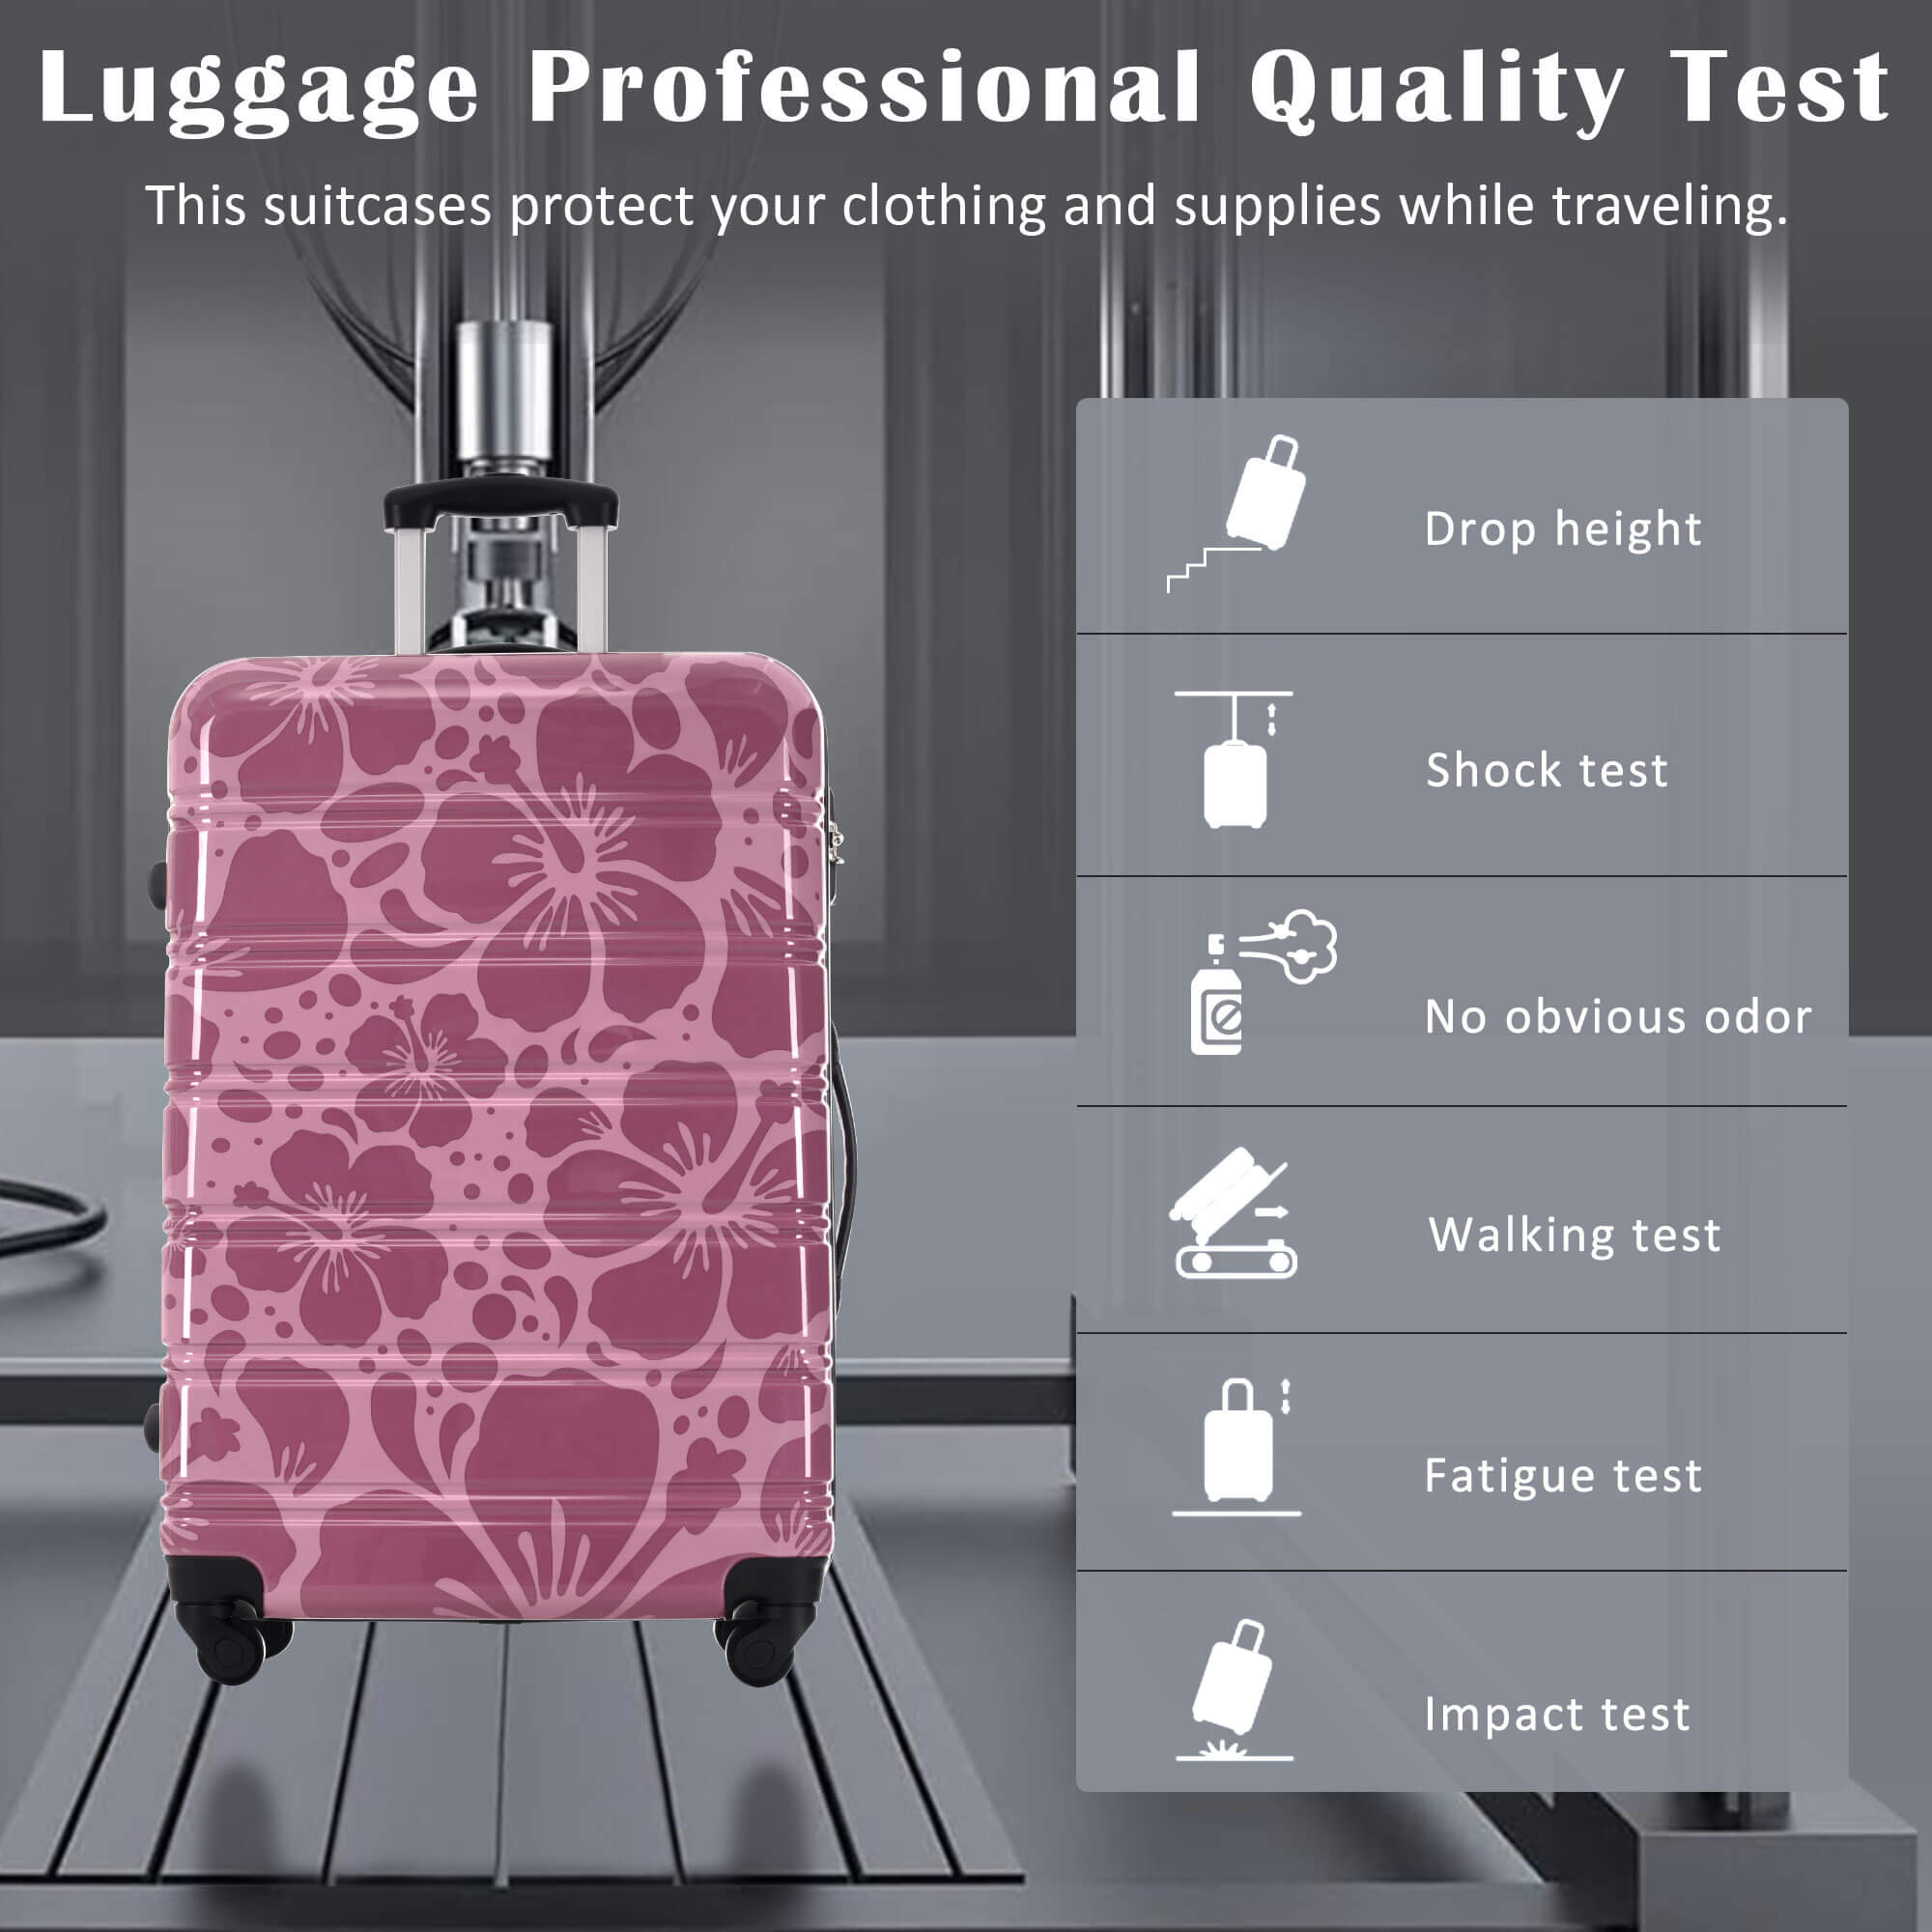 Luggage Professional Quality Test
This suitcases protect your clothing and supplies while traveling.
Drop height
Shock test
No obvious odor
Walking test
Fatigue test
Impact test